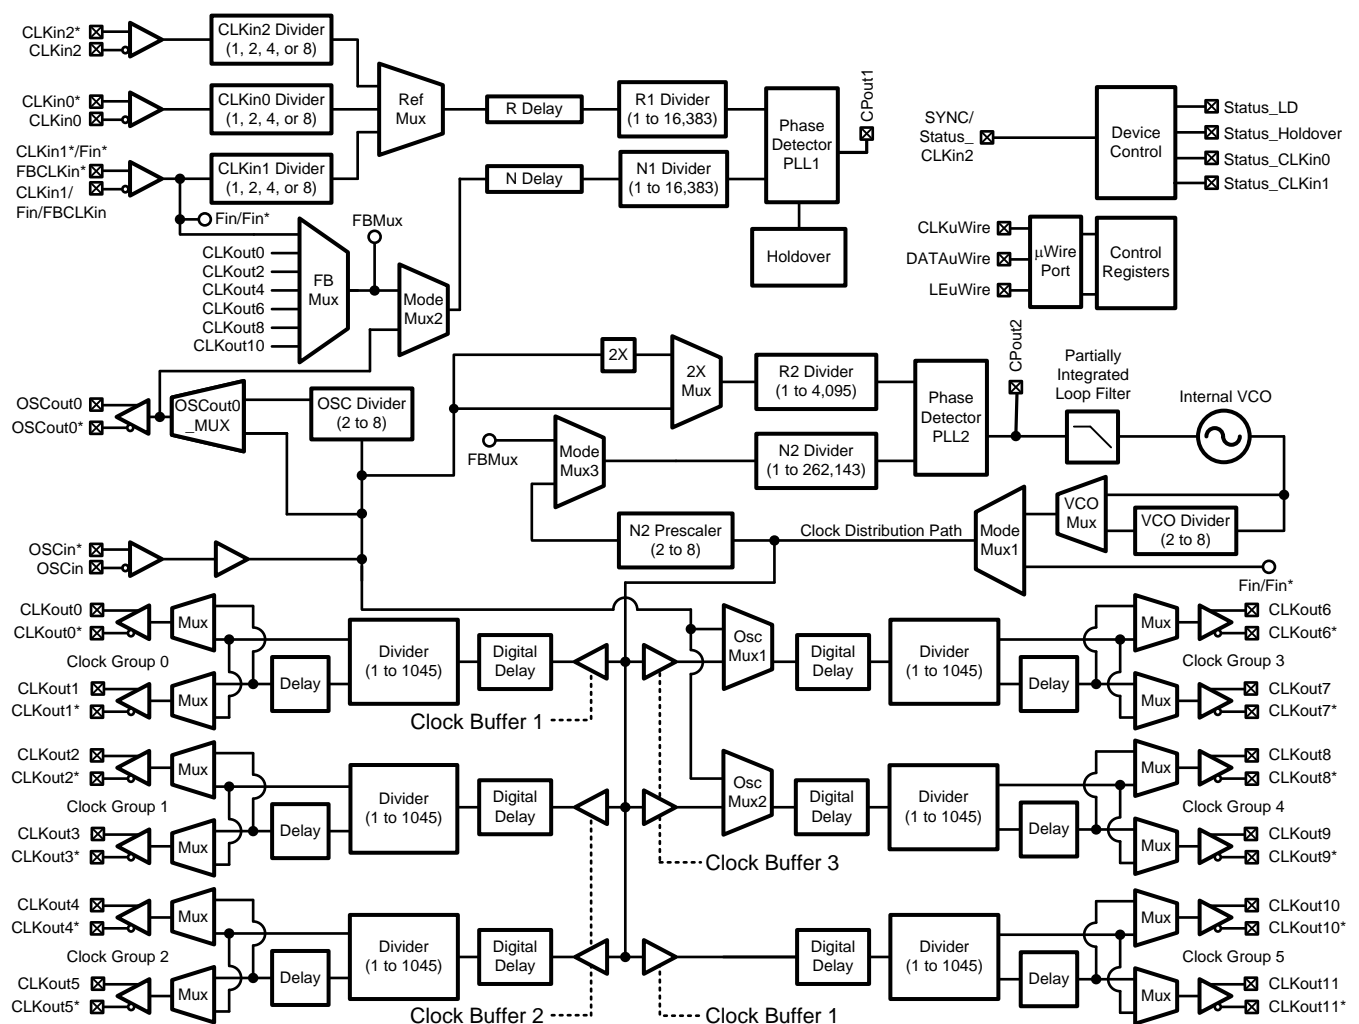 CLKin2*
CLKin2
CLKin2 Divider
(1, 2, 4, or 8)
CLKin0*
CLKin0
CLKin0 Divider
(1, 2, 4, or 8)
CLKin1*/Fin*
FBCLKin*
CLKin1/
Fin/FBCLKin
CLKin1 Divider
(1, 2, 4, or 8)
Ref
Mux
R Delay
R1 Divider
(1 to 16,383)
N Delay
N1 Divider
(1 to 16,383)
Phase
Detector
PLL1
CPout1
Holdover
SYNC/
Status_
CLKin2
Device
Control
Status_LD
Status_Holdover
Status_CLKin0
Status_CLKin1
CLKuWire
DATAuWire
LEuWire
µWire
Port
Control
Registers
Fin/Fin*
CLKout0
CLKout2
CLKout4
CLKout6
CLKout8
CLKout10
FB
Mux
FBMux
Mode
Mux2
2X
2X
Mux
R2 Divider
(1 to 4,095)
Phase
Detector
PLL2
CPout2
Partially
Integrated
Loop Filter
Internal VCO
OSCout0
OSCout0*
OSCout0
_MUX
OSC Divider
(2 to 8)
FBMux
Mode
Mux3
N2 Divider
(1 to 262,143)
N2 Prescaler
(2 to 8)
Clock Distribution Path
Mode
Mux1
VCO
Mux
VCO Divider
(2 to 8)
Fin/Fin*
OSCin*
OSCin
CLKout0
CLKout0*
Mux
Clock Group 0
CLKout1
CLKout1*
Mux
Delay
Divider
(1 to 1045)
Digital
Delay
Clock Buffer 1
Osc
Mux1
Digital
Delay
Divider
(1 to 1045)
Delay
Mux
CLKout6
CLKout6*
Clock Group 3
Mux
CLKout7
CLKout7*
CLKout2
CLKout2*
Mux
Clock Group 1
CLKout3
CLKout3*
Mux
Delay
Divider
(1 to 1045)
Digital
Delay
Clock Buffer 3
Osc
Mux2
Digital
Delay
Divider
(1 to 1045)
Delay
Mux
CLKout8
CLKout8*
Clock Group 4
Mux
CLKout9
CLKout9*
CLKout4
CLKout4*
Mux
Clock Group 2
CLKout5
CLKout5*
Mux
Delay
Divider
(1 to 1045)
Digital
Delay
Clock Buffer 2
Clock Buffer 1
Digital
Delay
Divider
(1 to 1045)
Delay
Mux
CLKout10
CLKout10*
Clock Group 5
Mux
CLKout11
CLKout11*